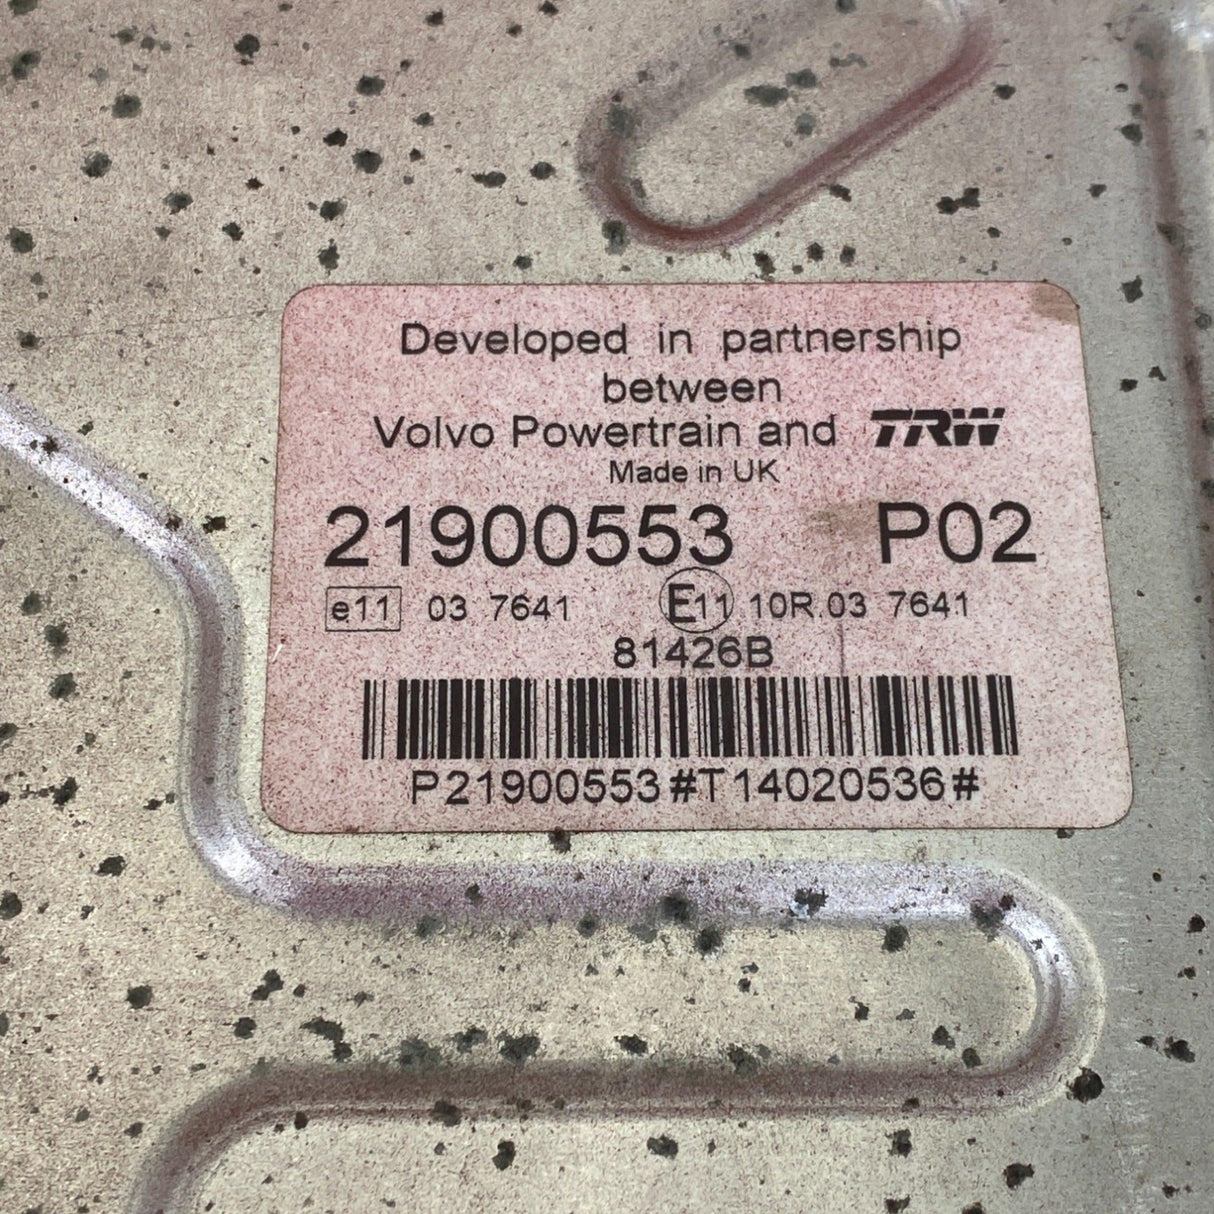 Developed in partnership
between
Volvo Powertrain and TRW
Made in UK
21900553 P02
e11 03 7641 E11 10R.03 7641
81426B
P21900553#T14020536#